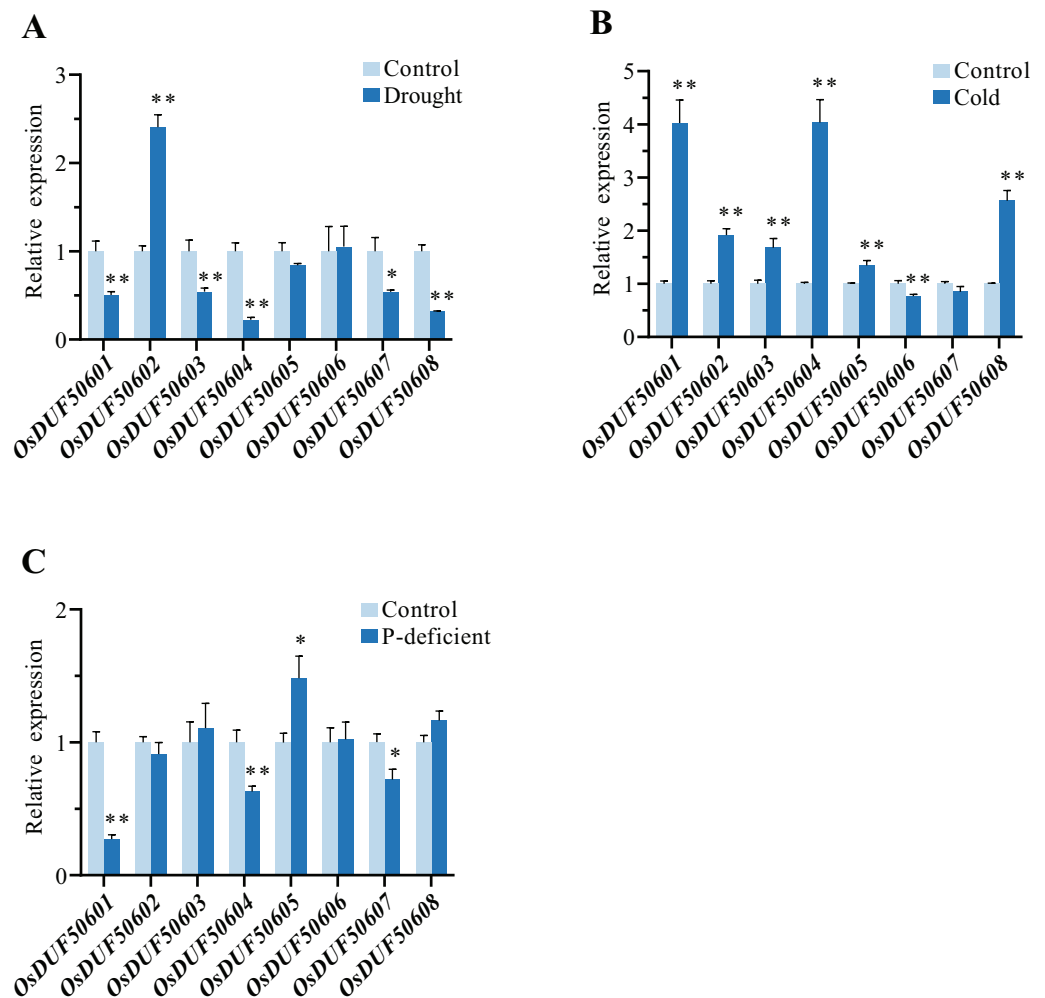 A
Relative expression
3
2
1
0
Control
Drought
**
**
**
**
*
**
OsDUF50601
OsDUF50602
OsDUF50603
OsDUF50604
OsDUF50605
OsDUF50606
OsDUF50607
OsDUF50608
B
Relative expression
5
4
3
2
1
0
Control
Cold
**
**
**
**
**
**
**
OsDUF50601
OsDUF50602
OsDUF50603
OsDUF50604
OsDUF50605
OsDUF50606
OsDUF50607
OsDUF50608
C
Relative expression
2
1
0
Control
P-deficient
**
**
*
*
OsDUF50601
OsDUF50602
OsDUF50603
OsDUF50604
OsDUF50605
OsDUF50606
OsDUF50607
OsDUF50608